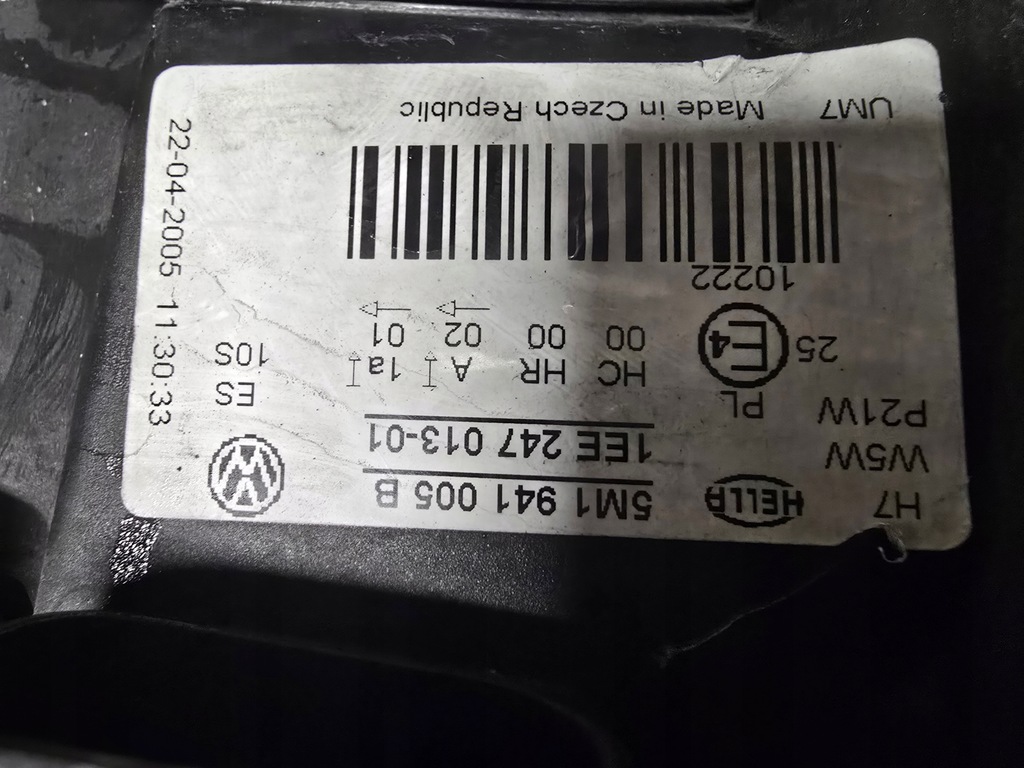 H7
HELLA
5M1 941 005 B
W5W
1EE 247 013-01
P21W
PL
25
E4
HC HR A 1a
00 00 02 01
10222
ES
10S
UM7 Made in Czech Republic
22-04-2005 11:30:33